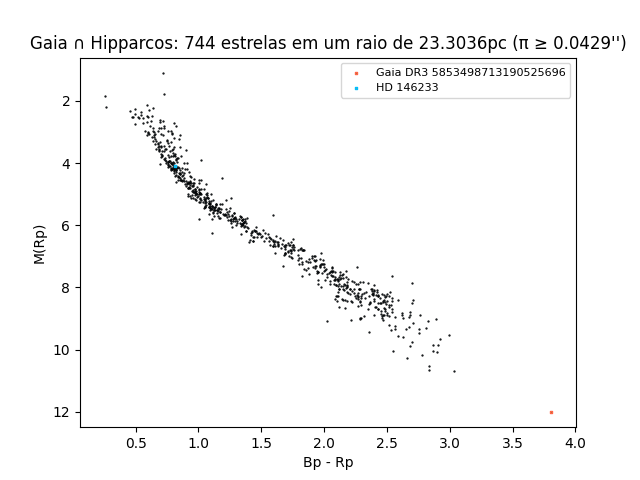 Gaia ∩ Hipparcos: 744 estrelas em um raio de 23.3036pc (π ≥ 0.0429'')
Gaia DR3 5853498713190525696
HD 146233
M(Rp)
2
4
6
8
10
12
0.5 1.0 1.5 2.0 2.5 3.0 3.5 4.0
Bp - Rp